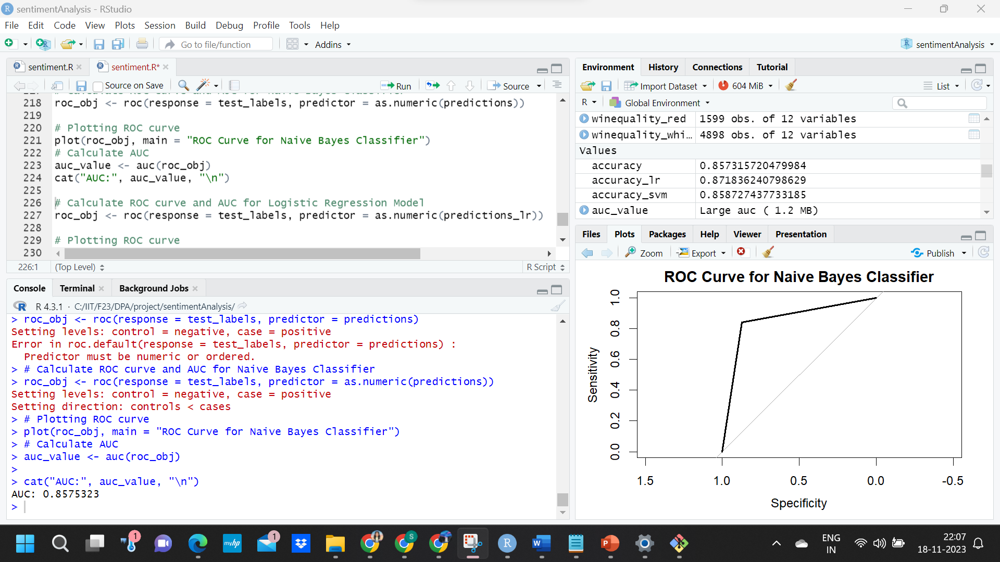 sentimentAnalysis - RStudio
File Edit Code View Plots Session Build Debug Profile Tools Help
Go to file/function
Addins
sentimentAnalysis
sentiment.R
sentiment.R*
Source on Save
Run
Source
218 roc_obj <- roc(response = test_labels, predictor = as.numeric(predictions))
219
220 # Plotting ROC curve
221 plot(roc_obj, main = "ROC Curve for Naive Bayes Classifier")
222 # Calculate AUC
223 auc_value <- auc(roc_obj)
224 cat("AUC:", auc_value, "\n")
225
226 # Calculate ROC curve and AUC for Logistic Regression Model
227 roc_obj <- roc(response = test_labels, predictor = as.numeric(predictions_lr))
228
229 # Plotting ROC curve
230
226:1 (Top Level) R Script
Console Terminal Background Jobs
R 4.3.1 · C:/IIT/F23/DPA/project/sentimentAnalysis/
> roc_obj <- roc(response = test_labels, predictor = predictions)
Setting levels: control = negative, case = positive
Error in roc.default(response = test_labels, predictor = predictions) :
Predictor must be numeric or ordered.
> # Calculate ROC curve and AUC for Naive Bayes Classifier
> roc_obj <- roc(response = test_labels, predictor = as.numeric(predictions))
Setting levels: control = negative, case = positive
Setting direction: controls < cases
> # Plotting ROC curve
> plot(roc_obj, main = "ROC Curve for Naive Bayes Classifier")
> # Calculate AUC
> auc_value <- auc(roc_obj)
>
> cat("AUC:", auc_value, "\n")
AUC: 0.8575323
>
Environment History Connections Tutorial
Import Dataset 604 MiB List
R Global Environment
winequality_red 1599 obs. of 12 variables
winequality_whi… 4898 obs. of 12 variables
Values
accuracy 0.857315720479984
accuracy_lr 0.871836240798629
accuracy_svm 0.858727437733185
auc_value Large auc ( 1.2 MB)
Files Plots Packages Help Viewer Presentation
Zoom Export Publish
ROC Curve for Naive Bayes Classifier
Sensitivity
1.0
0.8
0.6
0.4
0.2
0.0
1.5 1.0 0.5 0.0 -0.5
Specificity
1
myhp
1
S
R
W
P
ENG
IN
22:07
18-11-2023